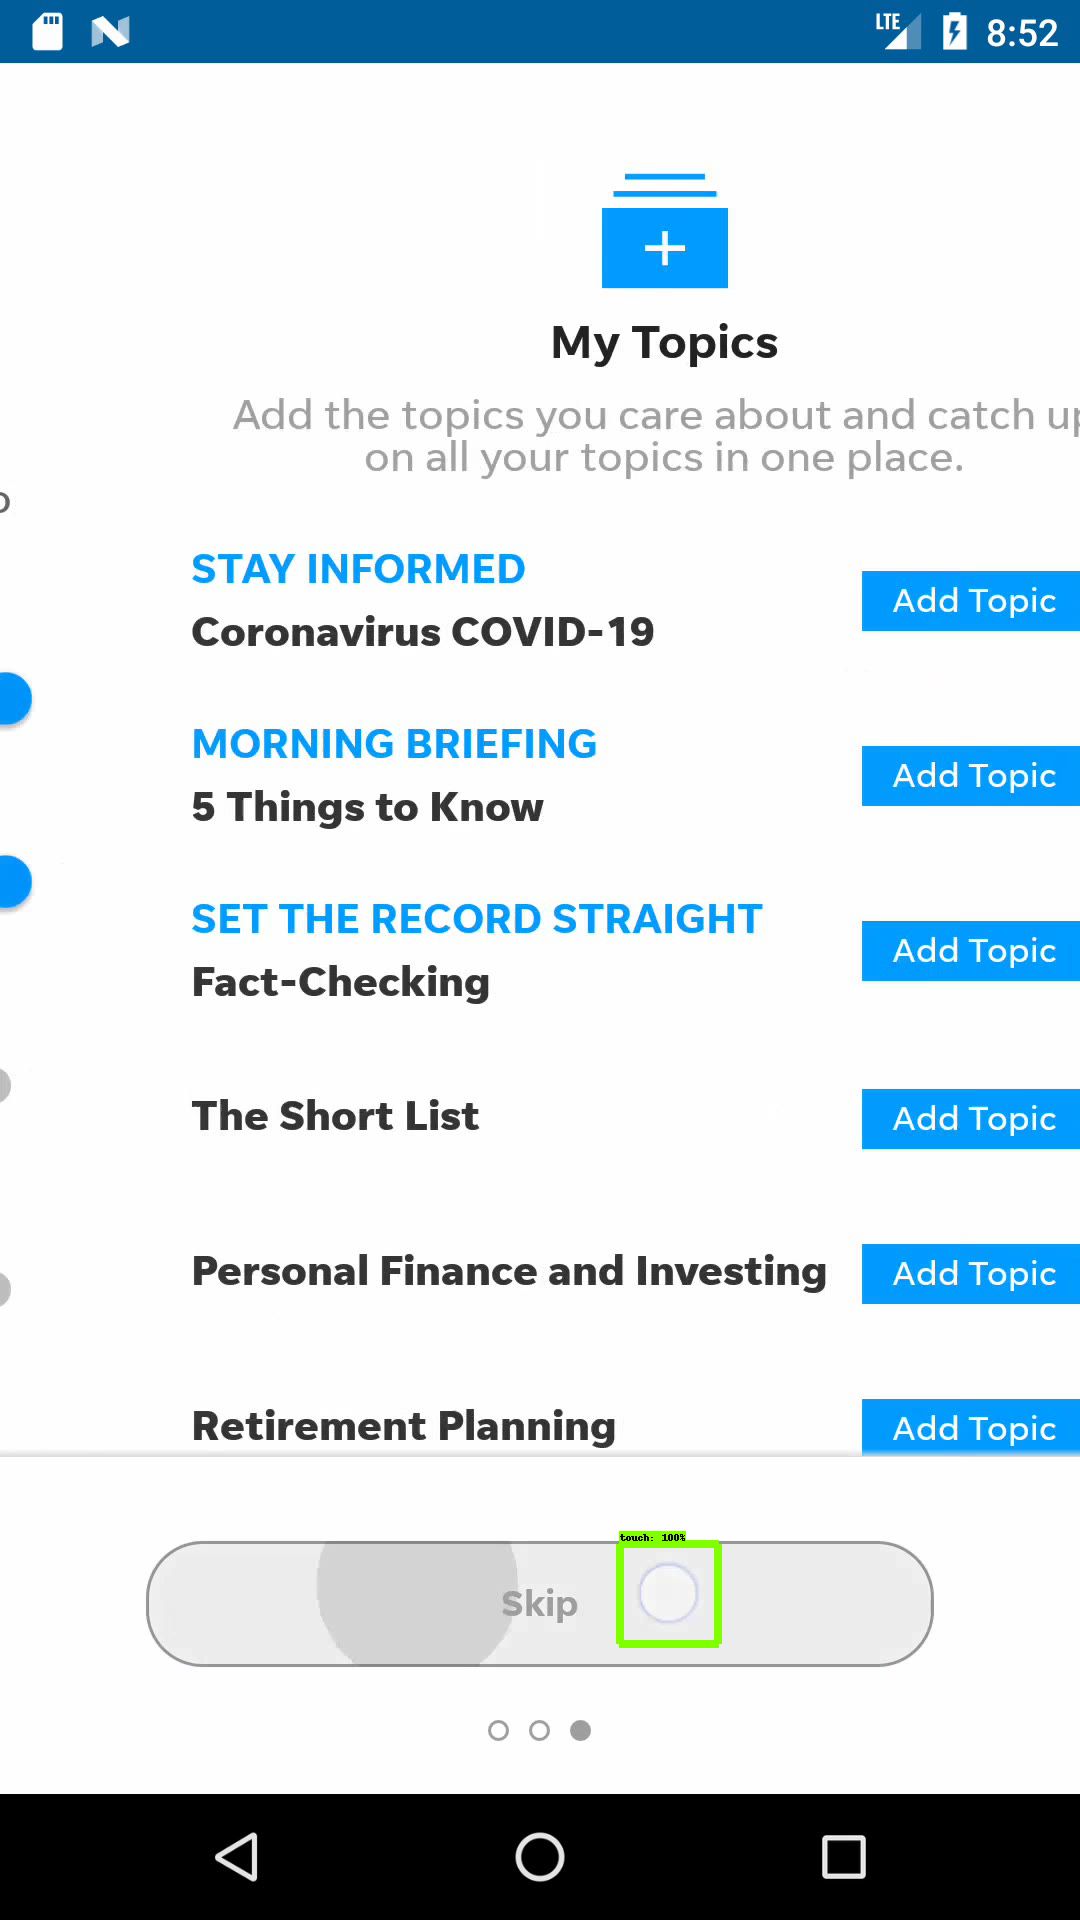 LTE 8:52
My Topics
Add the topics you care about and catch up
on all your topics in one place.
STAY INFORMED
Coronavirus COVID-19
Add Topic
MORNING BRIEFING
5 Things to Know
Add Topic
SET THE RECORD STRAIGHT
Fact-Checking
Add Topic
The Short List
Add Topic
Personal Finance and Investing
Add Topic
Retirement Planning
Add Topic
touch: 100%
Skip